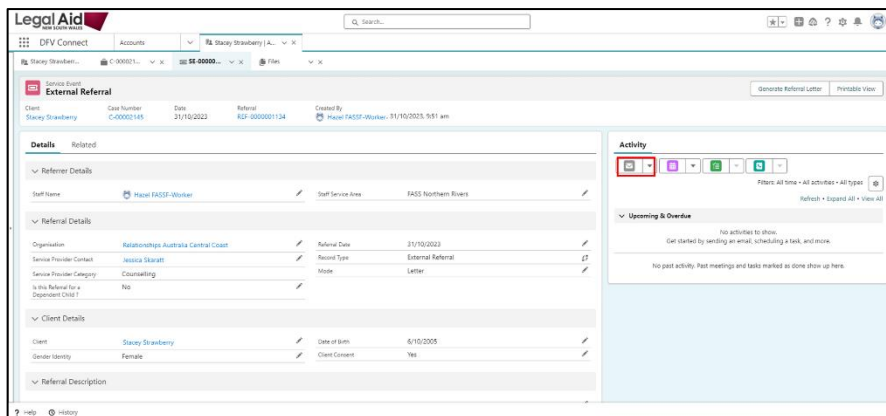 Legal Aid
NEW SOUTH WALES
Search...
DFV Connect
Accounts
Stacey Strawberry | A...
Stacey Strawberr...
C-000021...
SE-00000...
Files
Service Event
External Referral
Generate Referral Letter
Printable View
Client
Case Number
Date
Referral
Created By
Stacey Strawberry
C-00002145
31/10/2023
REF-0000001134
Hazel FASSF-Worker, 31/10/2023, 9:51 am
Details
Related
Activity
Referrer Details
Staff Name
Hazel FASSF-Worker
Staff Service Area
FASS Northern Rivers
Filters: All time • All activities • All types
Refresh • Expand All • View All
Referral Details
Upcoming & Overdue
No activities to show.
Get started by sending an email, scheduling a task, and more.
No past activity. Past meetings and tasks marked as done show up here.
Organisation
Relationships Australia Central Coast
Referral Date
31/10/2023
Service Provider Contact
Jessica Skaratt
Record Type
External Referral
Service Provider Category
Counselling
Mode
Letter
Is this Referral for a
Dependent Child ?
No
Client Details
Client
Stacey Strawberry
Date of Birth
6/10/2005
Gender Identity
Female
Client Consent
Yes
Referral Description
Help
History